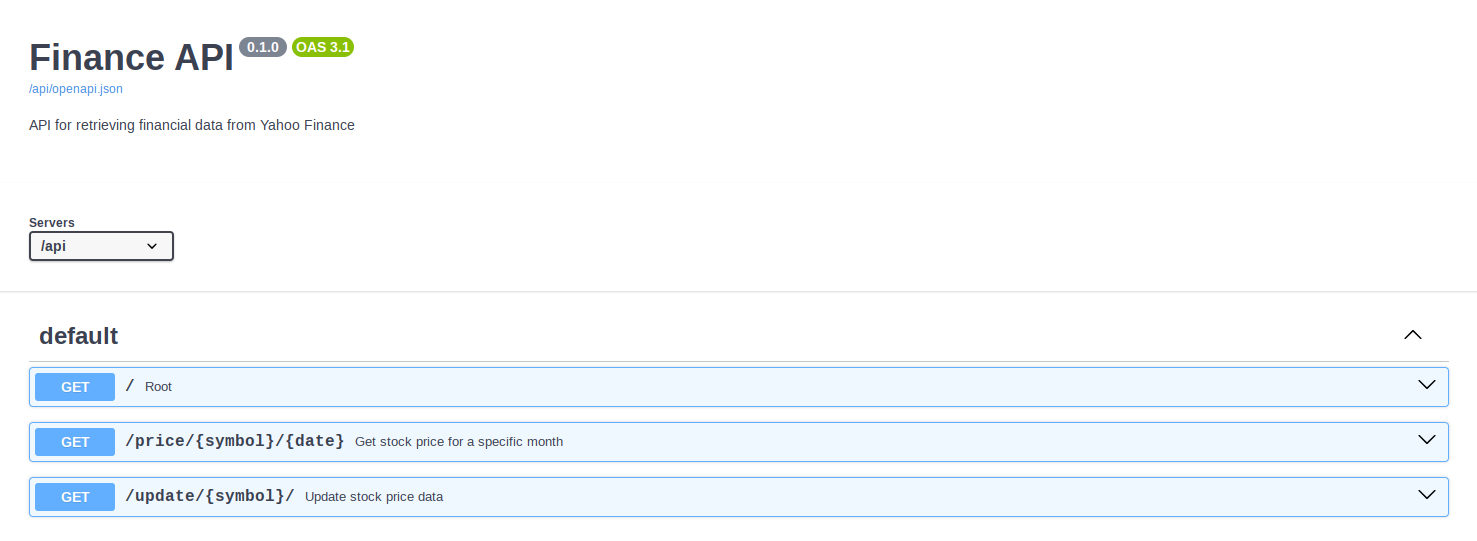 Finance API 0.1.0 OAS 3.1
/api/openapi.json
API for retrieving financial data from Yahoo Finance
Servers
/api
default
GET / Root
GET /price/{symbol}/{date} Get stock price for a specific month
GET /update/{symbol}/ Update stock price data